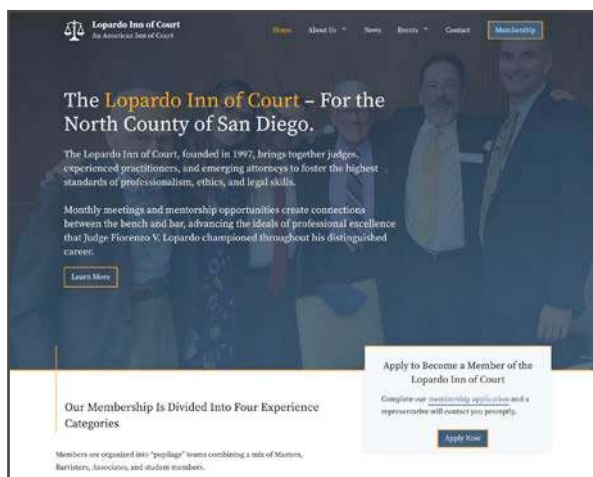 Lopardo Inn of Court
An American Inn of Court
Home About Us News Events Contact Membership
The Lopardo Inn of Court – For the
North County of San Diego.
The Lopardo Inn of Court, founded in 1997, brings together judges,
experienced practitioners, and emerging attorneys to foster the highest
standards of professionalism, ethics, and legal skills.
Monthly meetings and mentorship opportunities create connections
between the bench and bar, advancing the ideals of professional excellence
that Judge Fiorenzo V. Lopardo championed throughout his distinguished
career.
Learn More
Apply to Become a Member of the
Lopardo Inn of Court
Complete our membership application and a
representative will contact you promptly.
Apply Now
Our Membership Is Divided Into Four Experience
Categories
Members are organized into "pupilage" teams combining a mix of Masters,
Barristers, Associates, and student members.